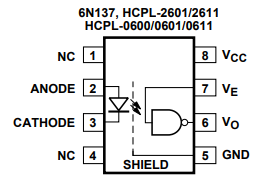 6N137, HCPL-2601/2611
HCPL-0600/0601/0611
NC 1
8 VCC
ANODE 2
7 VE
CATHODE 3
6 VO
NC 4
5 GND
SHIELD